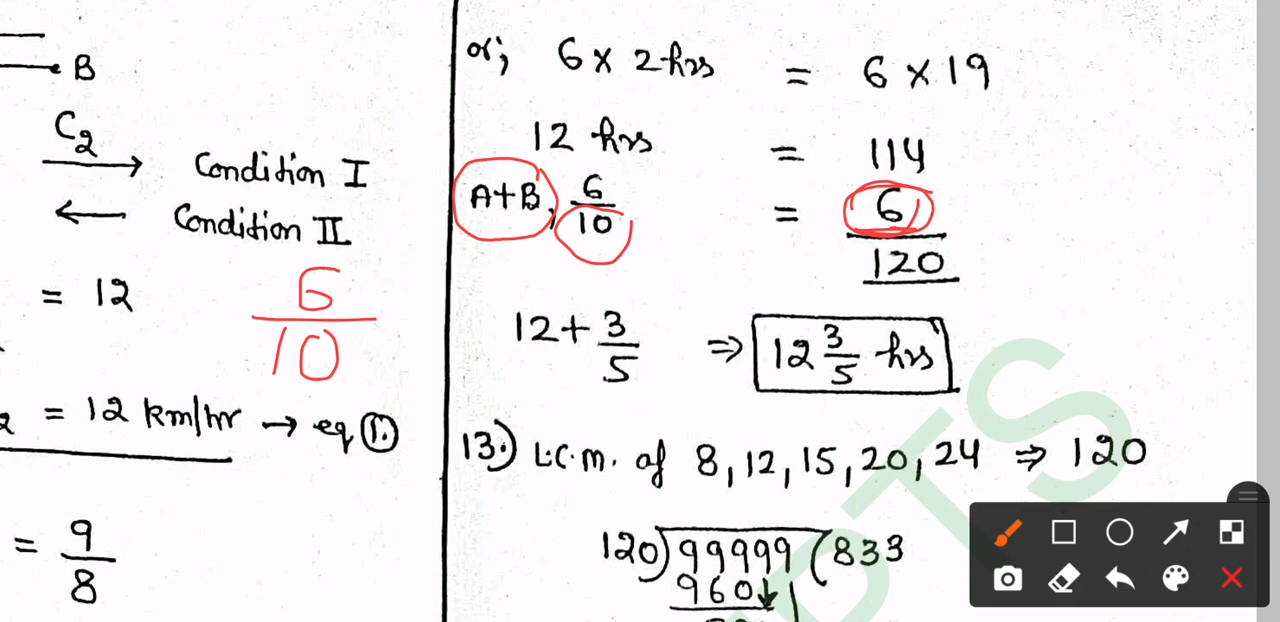 B
C2
Condition I
Condition II
= 12
6
10
2 = 12 km/hr → eq ①.
= 9
8
or; 6 × 2 hrs = 6 × 19
12 hrs = 114
A+B, 6/10 = 6
120
12 + 3/5 ⇒ 12 3/5 hrs
13.) L.C.M. of 8, 12, 15, 20, 24 ⇒ 120
120) 99999 (833
960
PTS